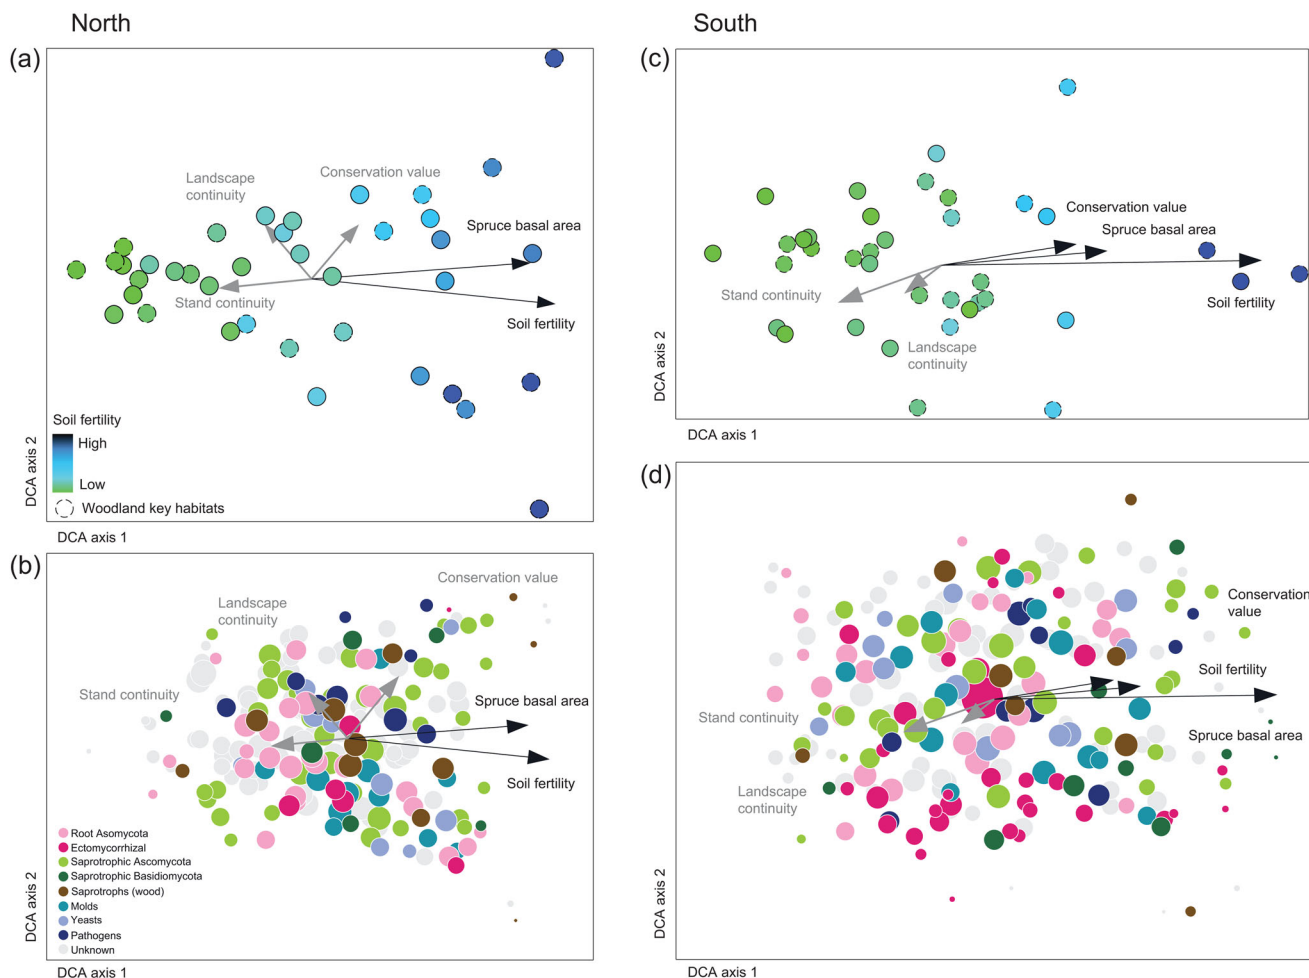 North
South
(a)
Landscape
continuity
Conservation value
Spruce basal area
Stand continuity
Soil fertility
Soil fertility
High
Low
Woodland key habitats
DCA axis 2
DCA axis 1
(c)
Conservation value
Spruce basal area
Stand continuity
Soil fertility
Landscape
continuity
DCA axis 2
DCA axis 1
(b)
Conservation value
Landscape
continuity
Stand continuity
Spruce basal area
Soil fertility
Root Asomycota
Ectomycorrhizal
Saprotrophic Ascomycota
Saprotrophic Basidiomycota
Saprotrophs (wood)
Molds
Yeasts
Pathogens
Unknown
DCA axis 2
DCA axis 1
(d)
Conservation
value
Soil fertility
Stand continuity
Spruce basal area
Landscape
continuity
DCA axis 2
DCA axis 1